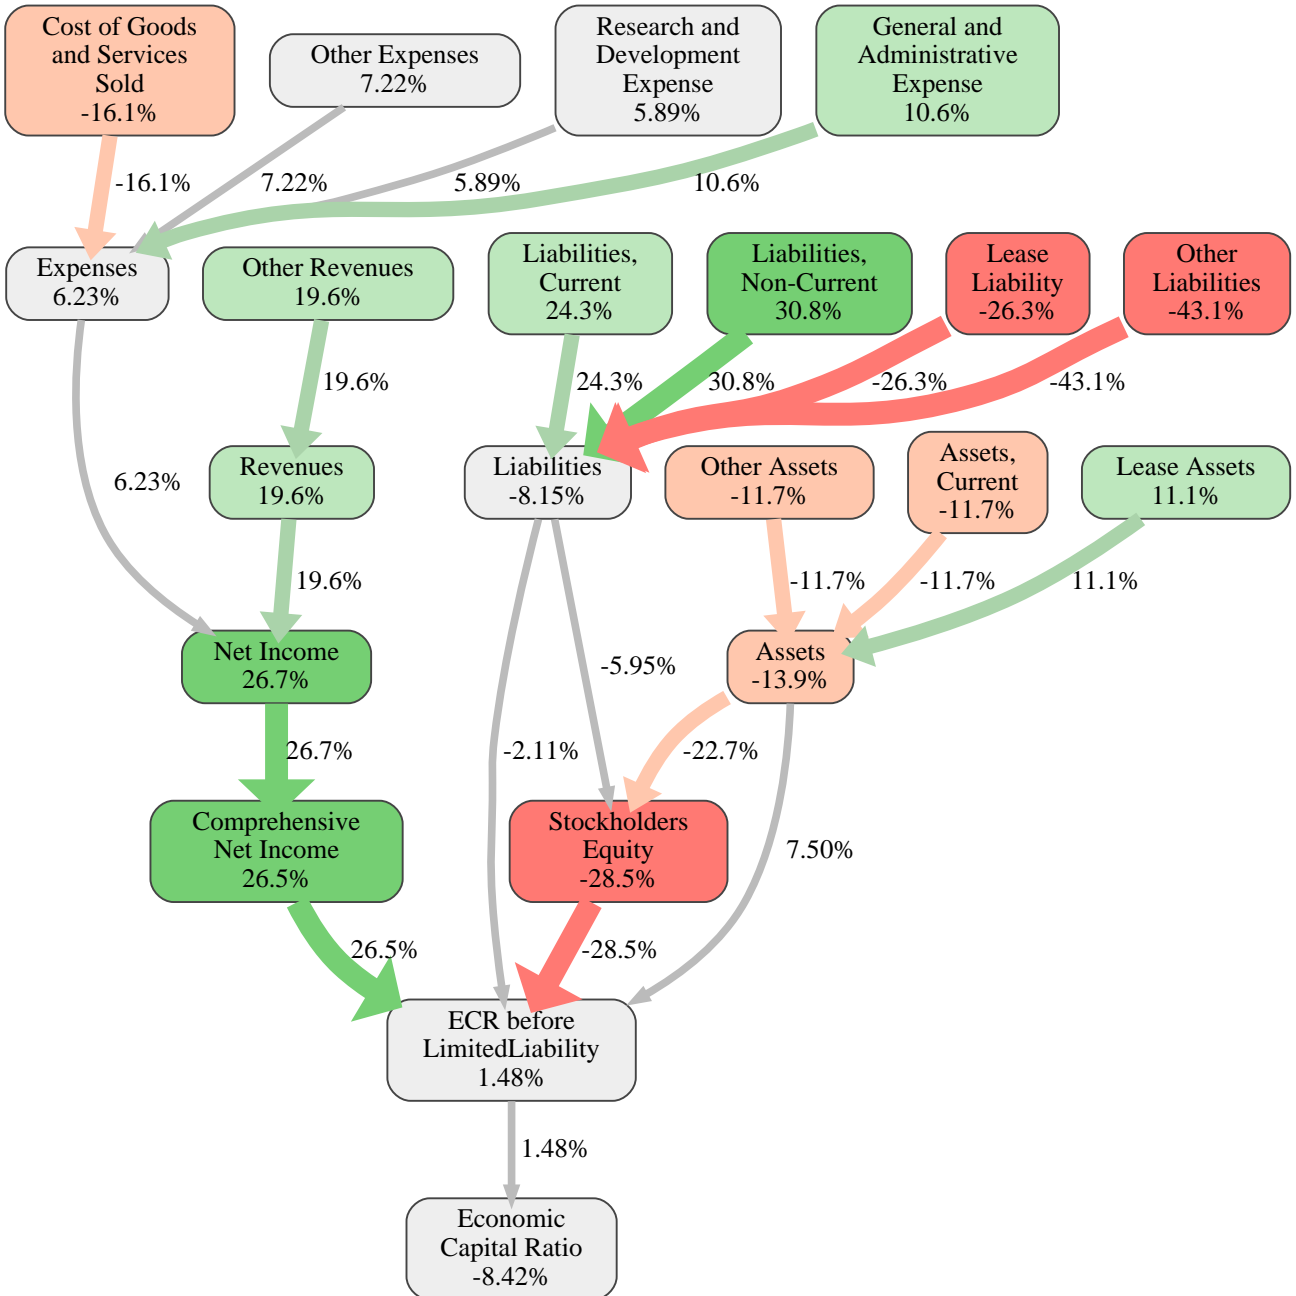 Cost of Goods
and Services
Sold
-16.1%
Other Expenses
7.22%
Research and
Development
Expense
5.89%
General and
Administrative
Expense
10.6%
-16.1%
7.22%
5.89%
10.6%
Expenses
6.23%
Other Revenues
19.6%
Liabilities,
Current
24.3%
Liabilities,
Non-Current
30.8%
Lease
Liability
-26.3%
Other
Liabilities
-43.1%
19.6%
24.3%
30.8%
-26.3%
-43.1%
6.23%
Revenues
19.6%
Liabilities
-8.15%
Other Assets
-11.7%
Assets,
Current
-11.7%
Lease Assets
11.1%
19.6%
-11.7%
-11.7%
11.1%
Net Income
26.7%
-5.95%
Assets
-13.9%
26.7%
-2.11%
-22.7%
Comprehensive
Net Income
26.5%
Stockholders
Equity
-28.5%
7.50%
26.5%
-28.5%
ECR before
LimitedLiability
1.48%
1.48%
Economic
Capital Ratio
-8.42%